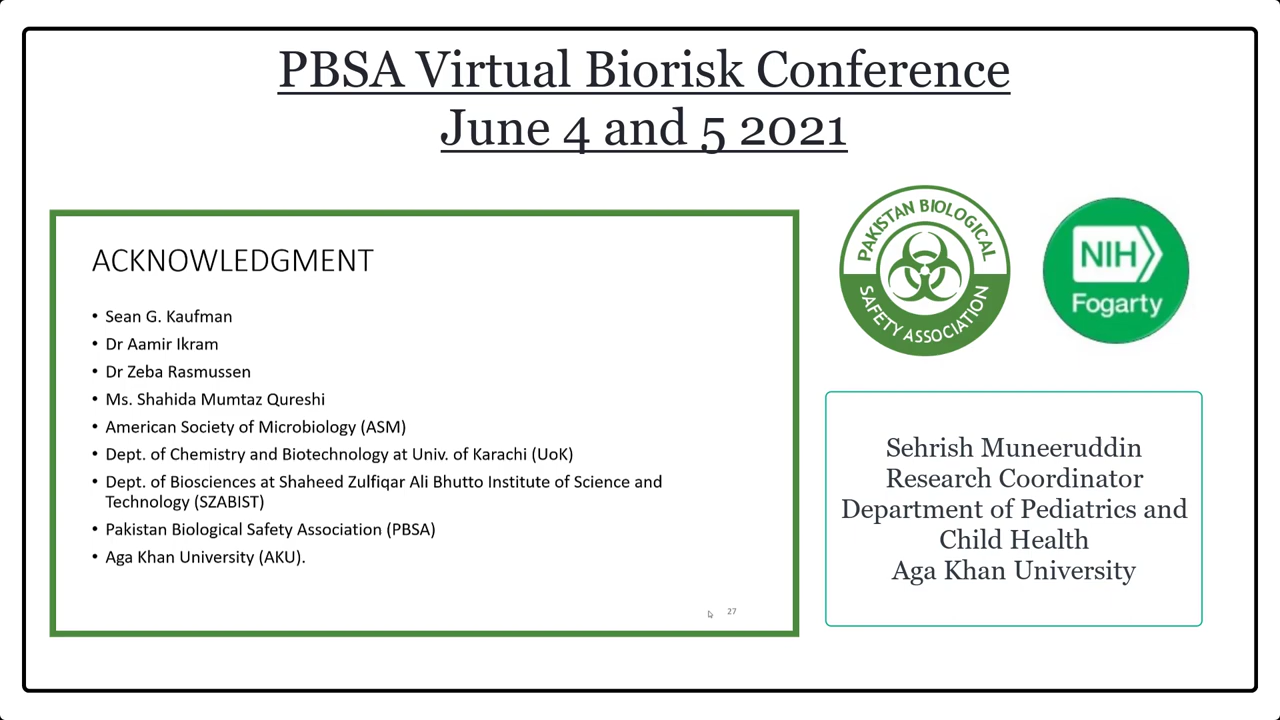 PBSA Virtual Biorisk Conference
June 4 and 5 2021
ACKNOWLEDGMENT
• Sean G. Kaufman
• Dr Aamir Ikram
• Dr Zeba Rasmussen
• Ms. Shahida Mumtaz Qureshi
• American Society of Microbiology (ASM)
• Dept. of Chemistry and Biotechnology at Univ. of Karachi (UoK)
• Dept. of Biosciences at Shaheed Zulfiqar Ali Bhutto Institute of Science and
Technology (SZABIST)
• Pakistan Biological Safety Association (PBSA)
• Aga Khan University (AKU).
27
PAKISTAN BIOLOGICAL
SAFETY ASSOCIATION
NIH
Fogarty
Sehrish Muneeruddin
Research Coordinator
Department of Pediatrics and
Child Health
Aga Khan University